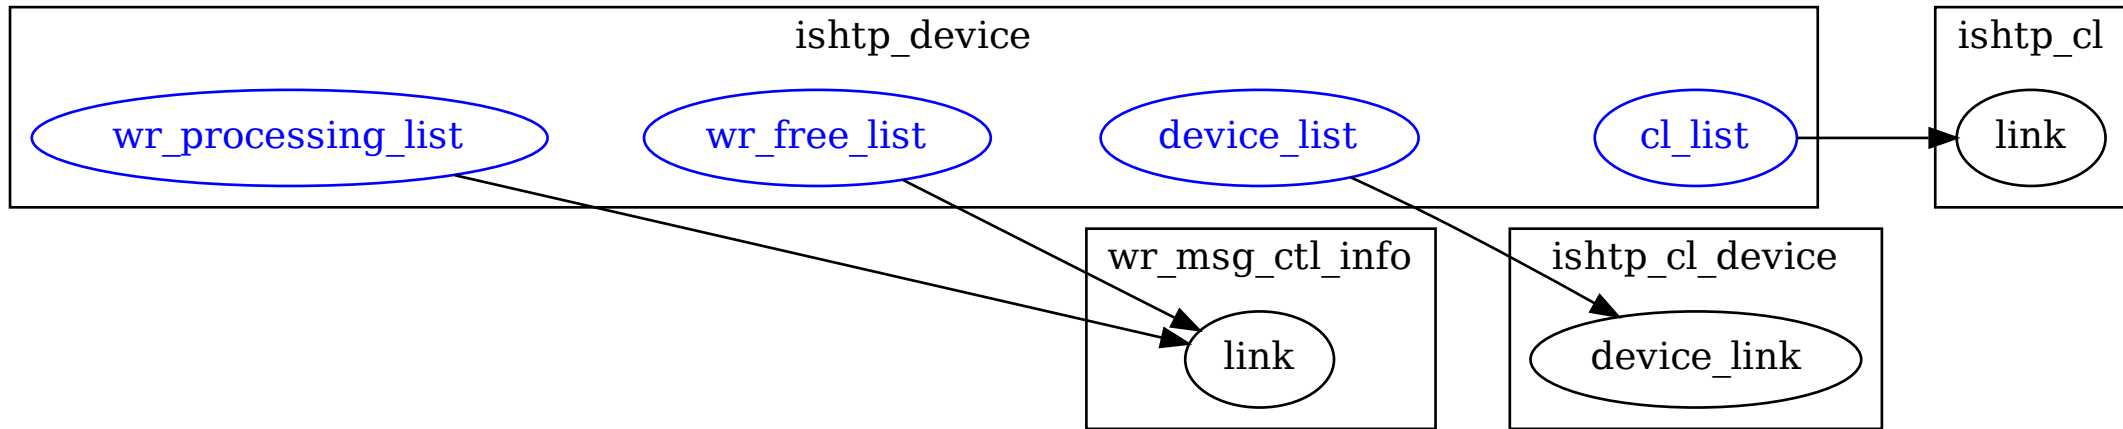 ishtp_device
ishtp_cl
wr_processing_list
wr_free_list
device_list
cl_list
link
wr_msg_ctl_info
ishtp_cl_device
link
device_link